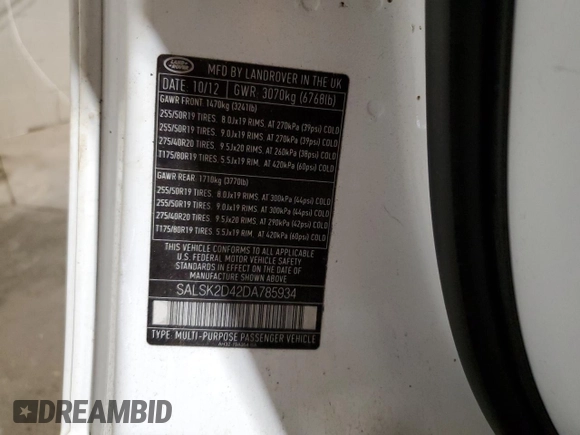 LAND ROVER
MFD BY LANDROVER IN THE UK
DATE 10/12 GWR 3070kg (6768lb)
GAWR FRONT 1470kg (3241lb)
255/50R19 TIRES. 8.0Jx19 RIMS. AT 270kPA (39psi) COLD
255/50R19 TIRES. 9.0Jx19 RIMS. AT 270kPA (39psi) COLD
275/40R20 TIRES. 9.5Jx20 RIMS. AT 260kPA (38psi) COLD
T175/80R19 TIRES. 5.5Jx19 RIM. AT 420kPA (60psi) COLD
GAWR REAR. 1710kg (3770lb)
255/50R19 TIRES. 8.0Jx19 RIMS. AT 300kPA (44psi) COLD
255/50R19 TIRES. 9.0Jx19 RIMS. AT 300kPA (44psi) COLD
275/40R20 TIRES. 9.5Jx20 RIMS. AT 290kPA (42psi) COLD
T175/80R19 TIRES. 5.5Jx19 RIM. AT 420kPA (60psi) COLD
THIS VEHICLE CONFORMS TO ALL APPLICABLE
U.S. FEDERAL MOTOR VEHICLE SAFETY
STANDARDS IN EFFECT ON THE DATE OF
MANUFACTURE SHOWN ABOVE
SALSK2D42DA785934
TYPE: MULTI-PURPOSE PASSENGER VEHICLE
DREAMBID